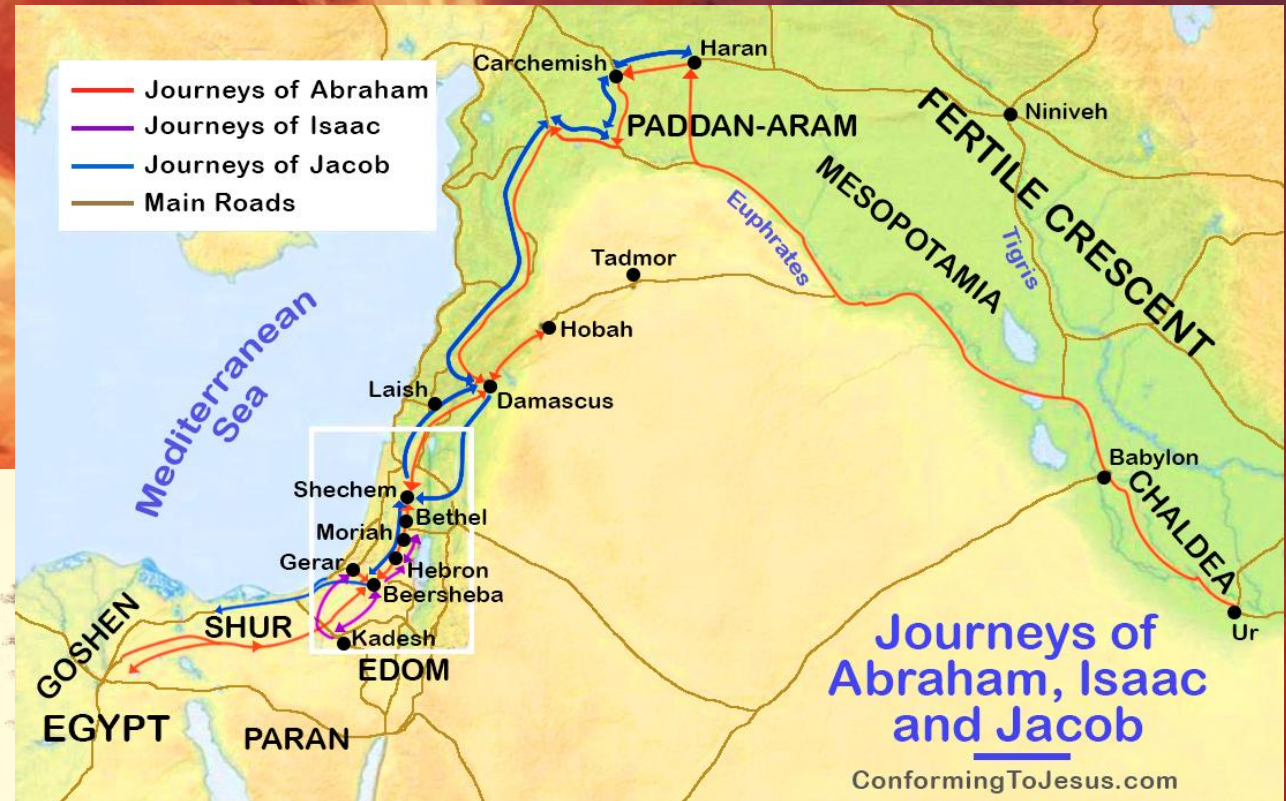 Journeys of Abraham
Journeys of Isaac
Journeys of Jacob
Main Roads
Carchemish
Haran
PADDAN-ARAM
Niniveh
FERTILE CRESCENT
MESOPOTAMIA
Euphrates
Tigris
Tadmor
Hobah
Mediterranean
Sea
Laish
Damascus
Shechem
Bethel
Moriah
Gerar
Hebron
Beersheba
Babylon
CHALDEA
Ur
GOSHEN
SHUR
Kadesh
EDOM
EGYPT
PARAN
Journeys of
Abraham, Isaac
and Jacob
ConformingToJesus.com